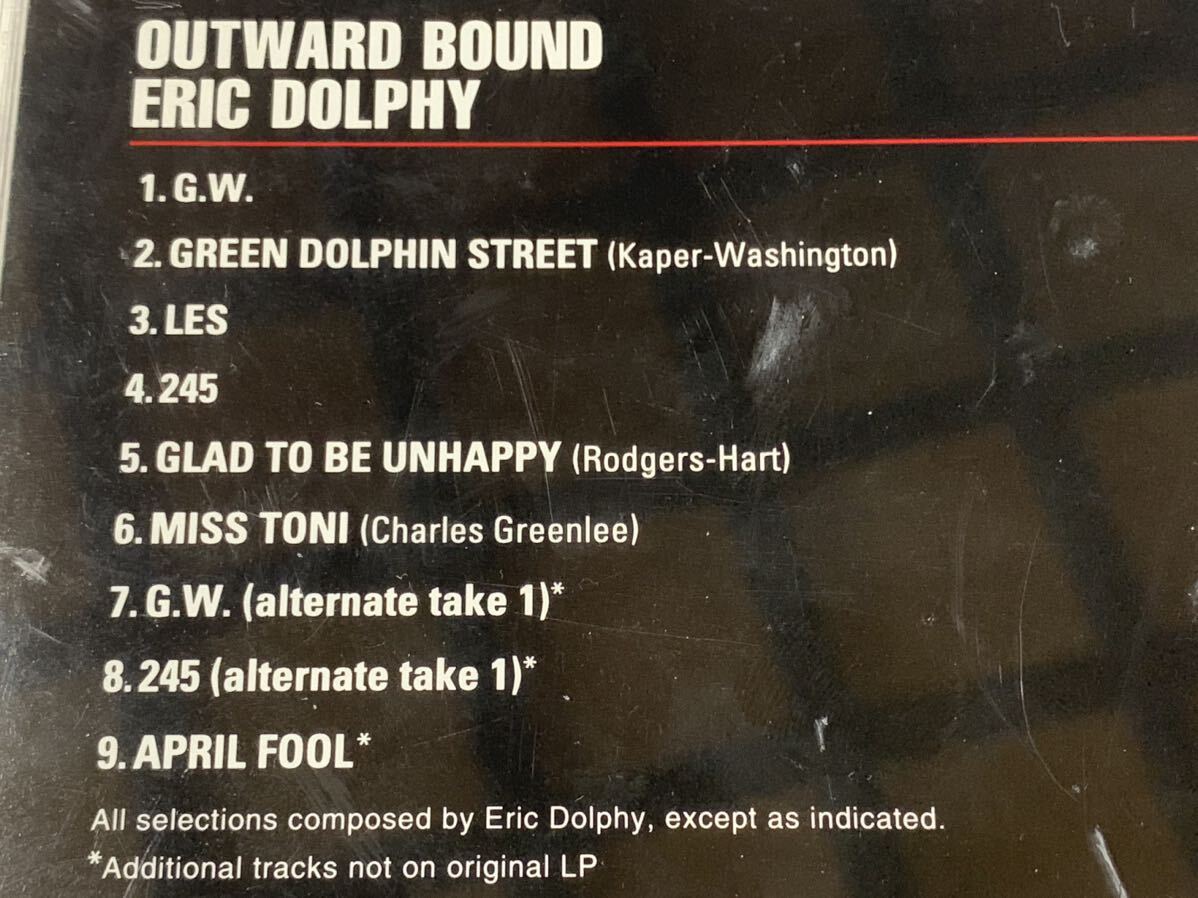 OUTWARD BOUND
ERIC DOLPHY
1. G.W.
2. GREEN DOLPHIN STREET (Kaper-Washington)
3. LES
4. 245
5. GLAD TO BE UNHAPPY (Rodgers-Hart)
6. MISS TONI (Charles Greenlee)
7. G.W. (alternate take 1)*
8. 245 (alternate take 1)*
9. APRIL FOOL*
All selections composed by Eric Dolphy, except as indicated.
*Additional tracks not on original LP